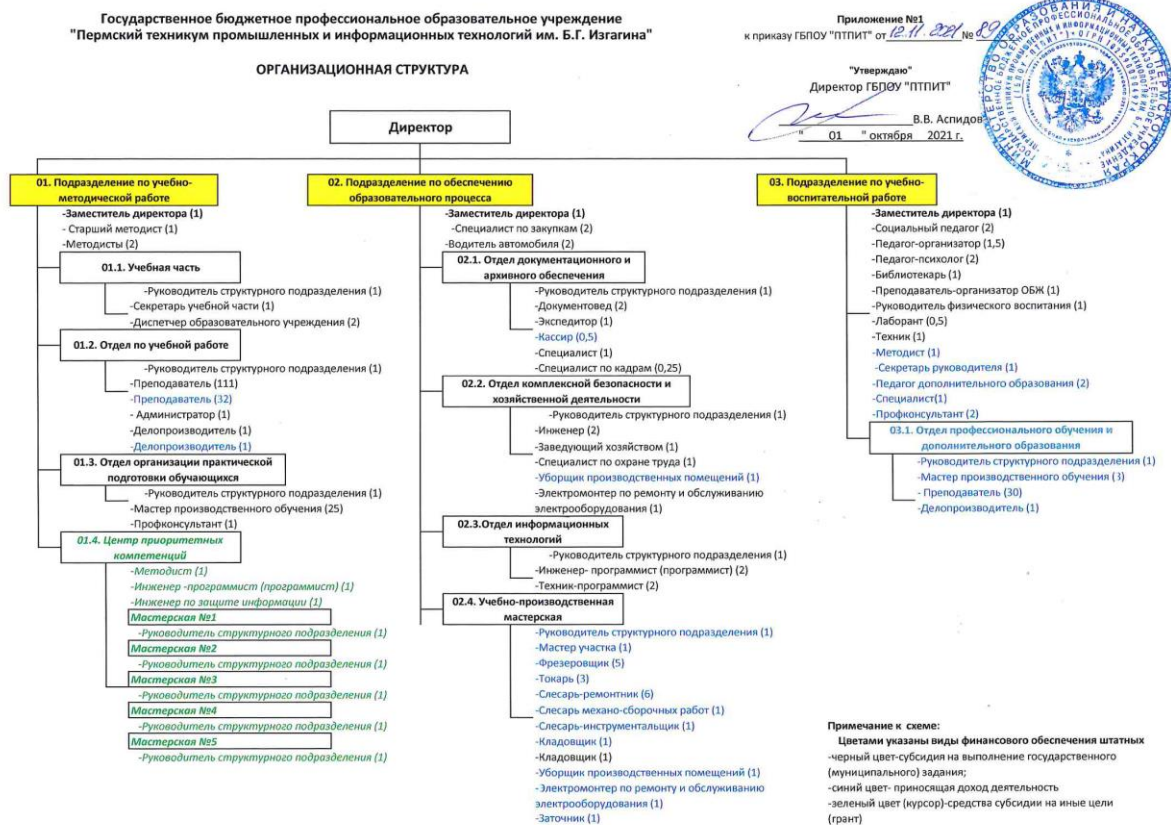 Государственное бюджетное профессиональное образовательное учреждение
"Пермский техникум промышленных и информационных технологий им. Б.Г. Изгагина"
ОРГАНИЗАЦИОННАЯ СТРУКТУРА
Приложение №1
к приказу ГБПОУ "ПТПИТ" от 12.11.2021 № 89
"Утверждаю"
Директор ГБПОУ "ПТПИТ"
В.В. Аспидов
" 01 " октября 2021 г.
Директор
01. Подразделение по учебно-
методической работе
-Заместитель директора (1)
- Старший методист (1)
-Методисты (2)
01.1. Учебная часть
-Руководитель структурного подразделения (1)
-Секретарь учебной части (1)
-Диспетчер образовательного учреждения (2)
01.2. Отдел по учебной работе
-Руководитель структурного подразделения (1)
-Преподаватель (111)
-Преподаватель (32)
- Администратор (1)
-Делопроизводитель (1)
-Делопроизводитель (1)
01.3. Отдел организации практической
подготовки обучающихся
-Руководитель структурного подразделения (1)
-Мастер производственного обучения (25)
-Профконсультант (1)
01.4. Центр приоритетных
компетенций
-Методист (1)
-Инженер -программист (программист) (1)
-Инженер по защите информации (1)
Мастерская №1
-Руководитель структурного подразделения (1)
Мастерская №2
-Руководитель структурного подразделения (1)
Мастерская №3
-Руководитель структурного подразделения (1)
Мастерская №4
-Руководитель структурного подразделения (1)
Мастерская №5
-Руководитель структурного подразделения (1)
02. Подразделение по обеспечению
образовательного процесса
-Заместитель директора (1)
-Специалист по закупкам (2)
-Водитель автомобиля (2)
02.1. Отдел документационного и
архивного обеспечения
-Руководитель структурного подразделения (1)
-Документовед (2)
-Экспедитор (1)
-Кассир (0,5)
-Специалист (1)
-Специалист по кадрам (0,25)
02.2. Отдел комплексной безопасности и
хозяйственной деятельности
-Руководитель структурного подразделения (1)
-Инженер (2)
-Заведующий хозяйством (1)
-Специалист по охране труда (1)
-Уборщик производственных помещений (1)
-Электромонтер по ремонту и обслуживанию
электрооборудования (1)
02.3.Отдел информационных
технологий
-Руководитель структурного подразделения (1)
-Инженер- программист (программист) (2)
-Техник-программист (2)
02.4. Учебно-производственная
мастерская
-Руководитель структурного подразделения (1)
-Мастер участка (1)
-Фрезеровщик (5)
-Токарь (3)
-Слесарь-ремонтник (6)
-Слесарь механо-сборочных работ (1)
-Слесарь-инструментальщик (1)
-Кладовщик (1)
-Кладовщик (1)
-Уборщик производственных помещений (1)
-Электромонтер по ремонту и обслуживанию
электрооборудования (1)
-Заточник (1)
03. Подразделение по учебно-
воспитательной работе
-Заместитель директора (1)
-Социальный педагог (2)
-Педагог-организатор (1,5)
-Педагог-психолог (2)
-Библиотекарь (1)
-Преподаватель-организатор ОБЖ (1)
-Руководитель физического воспитания (1)
-Лаборант (0,5)
-Техник (1)
-Методист (1)
-Секретарь руководителя (1)
-Педагог дополнительного образования (2)
-Специалист(1)
-Профконсультант (2)
03.1. Отдел профессионального обучения и
дополнительного образования
-Руководитель структурного подразделения (1)
-Мастер производственного обучения (3)
- Преподаватель (30)
-Делопроизводитель (1)
Примечание к схеме:
Цветами указаны виды финансового обеспечения штатных
-черный цвет-субсидия на выполнение государственного
(муниципального) задания;
-синий цвет- приносящая доход деятельность
-зеленый цвет (курсор)-средства субсидии на иные цели
(грант)